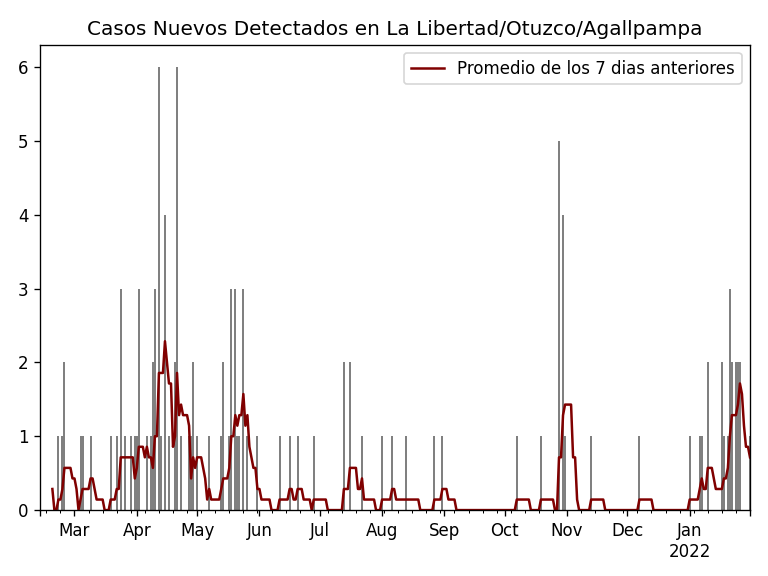 Casos Nuevos Detectados en La Libertad/Otuzco/Agallpampa
Promedio de los 7 dias anteriores
6
5
4
3
2
1
0
Mar Apr May Jun Jul Aug Sep Oct Nov Dec Jan
2022